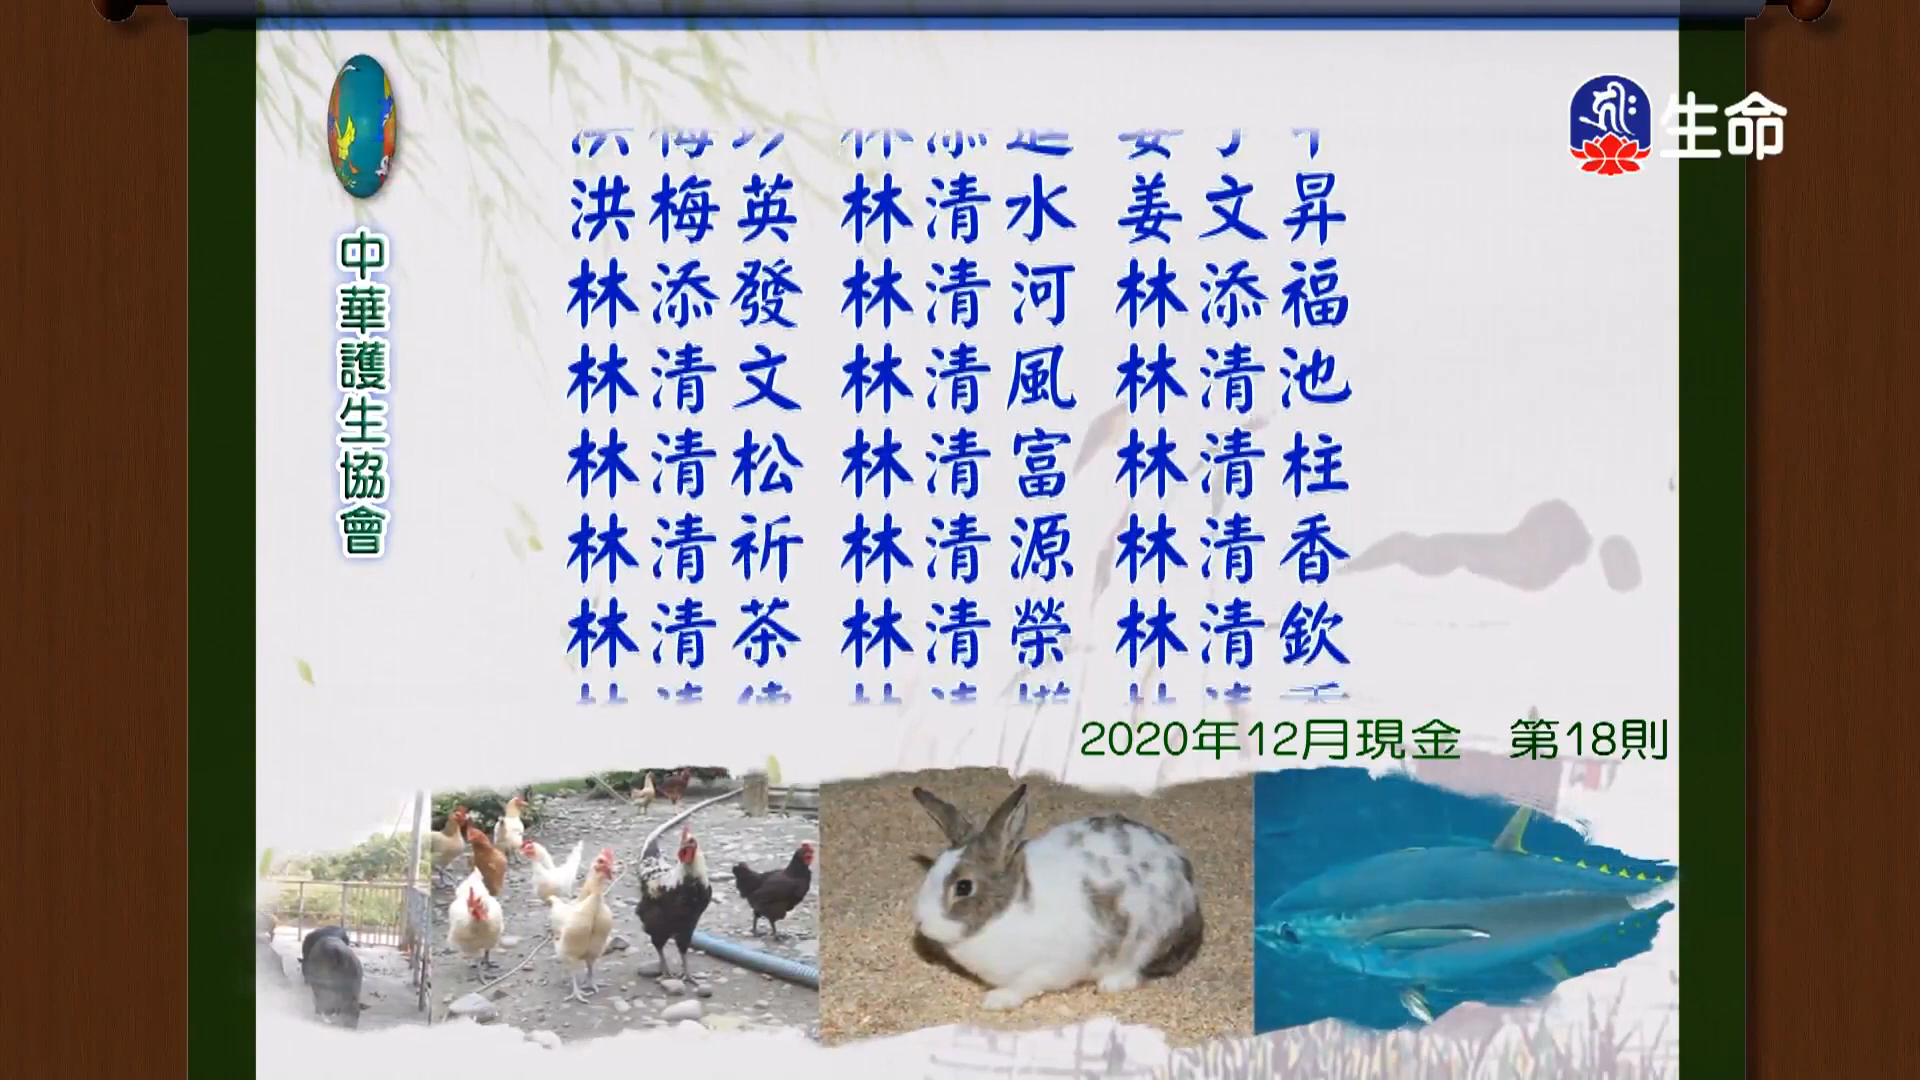 生命
中華護生協會
洪梅英 林清水 姜文昇
林添發 林清河 林添福
林清文 林清風 林清池
林清松 林清富 林清柱
林清祈 林清源 林清香
林清茶 林清榮 林清欽
2020年12月現金 第18則